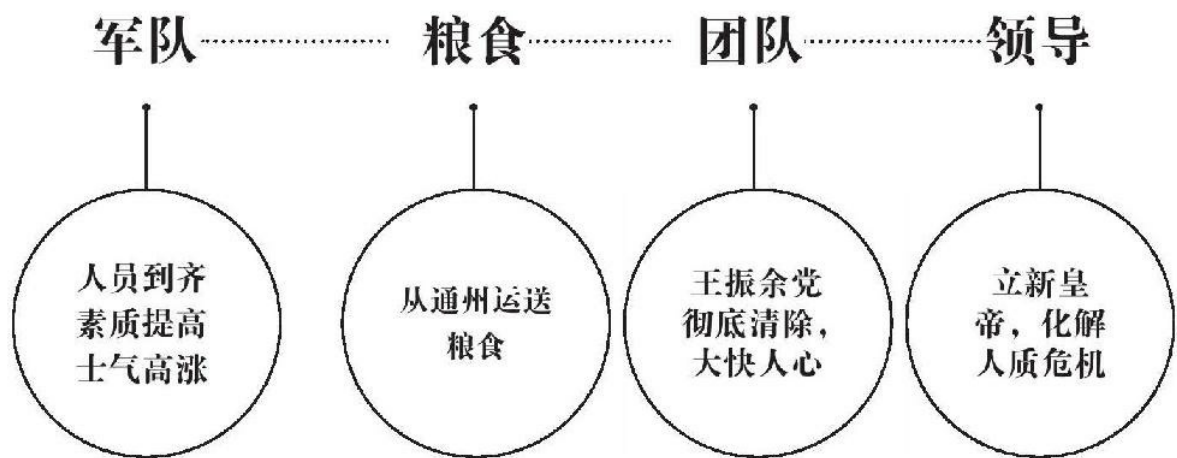 军队
粮食
团队
领导
人员到齐
素质提高
士气高涨
从通州运送
粮食
王振余党
彻底清除，
大快人心
立新皇
帝，化解
人质危机